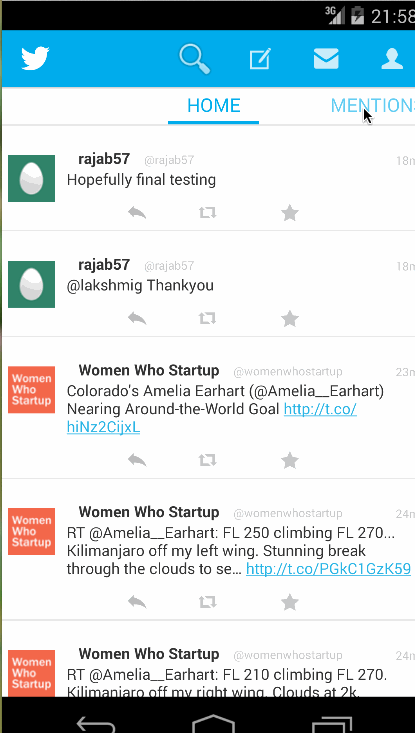 3G 21:58
HOME MENTION
rajab57 @rajab57 18m
Hopefully final testing
rajab57 @rajab57 18m
@lakshmig Thankyou
Women Who Startup
Women Who Startup @womenwhostartup 23m
Colorado's Amelia Earhart (@Amelia__Earhart)
Nearing Around-the-World Goal http://t.co/
hiNz2CijxL
Women Who Startup
Women Who Startup @womenwhostartup 24m
RT @Amelia__Earhart: FL 250 climbing FL 270...
Kilimanjaro off my left wing. Stunning break
through the clouds to se... http://t.co/PGkC1GzK59
Women Who Startup
Women Who Startup @womenwhostartup 24m
RT @Amelia__Earhart: FL 210 climbing FL 270.
Kilimanjaro off my right wing. Clouds at 2k.